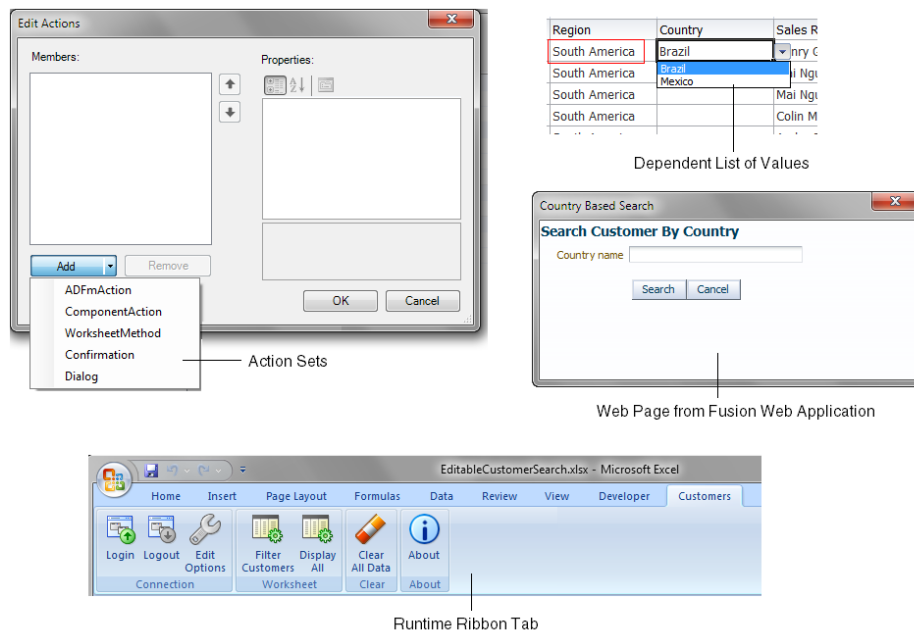 Edit Actions
Members:
Properties:
Add
Remove
ADFmAction
ComponentAction
WorksheetMethod
Confirmation
Dialog
OK
Cancel
Action Sets
Region Country Sales R
South America Brazil nry G
South America Brazil ai Ngu
South America Mexico Mai Ngu
South America Colin M
Dependent List of Values
Country Based Search
Search Customer By Country
Country name
Search Cancel
Web Page from Fusion Web Application
EditableCustomerSearch.xlsx - Microsoft Excel
Home Insert Page Layout Formulas Data Review View Developer Customers
Login Logout Edit Options
Filter Customers Display All
Clear All Data
About
Connection Worksheet Clear About
Runtime Ribbon Tab